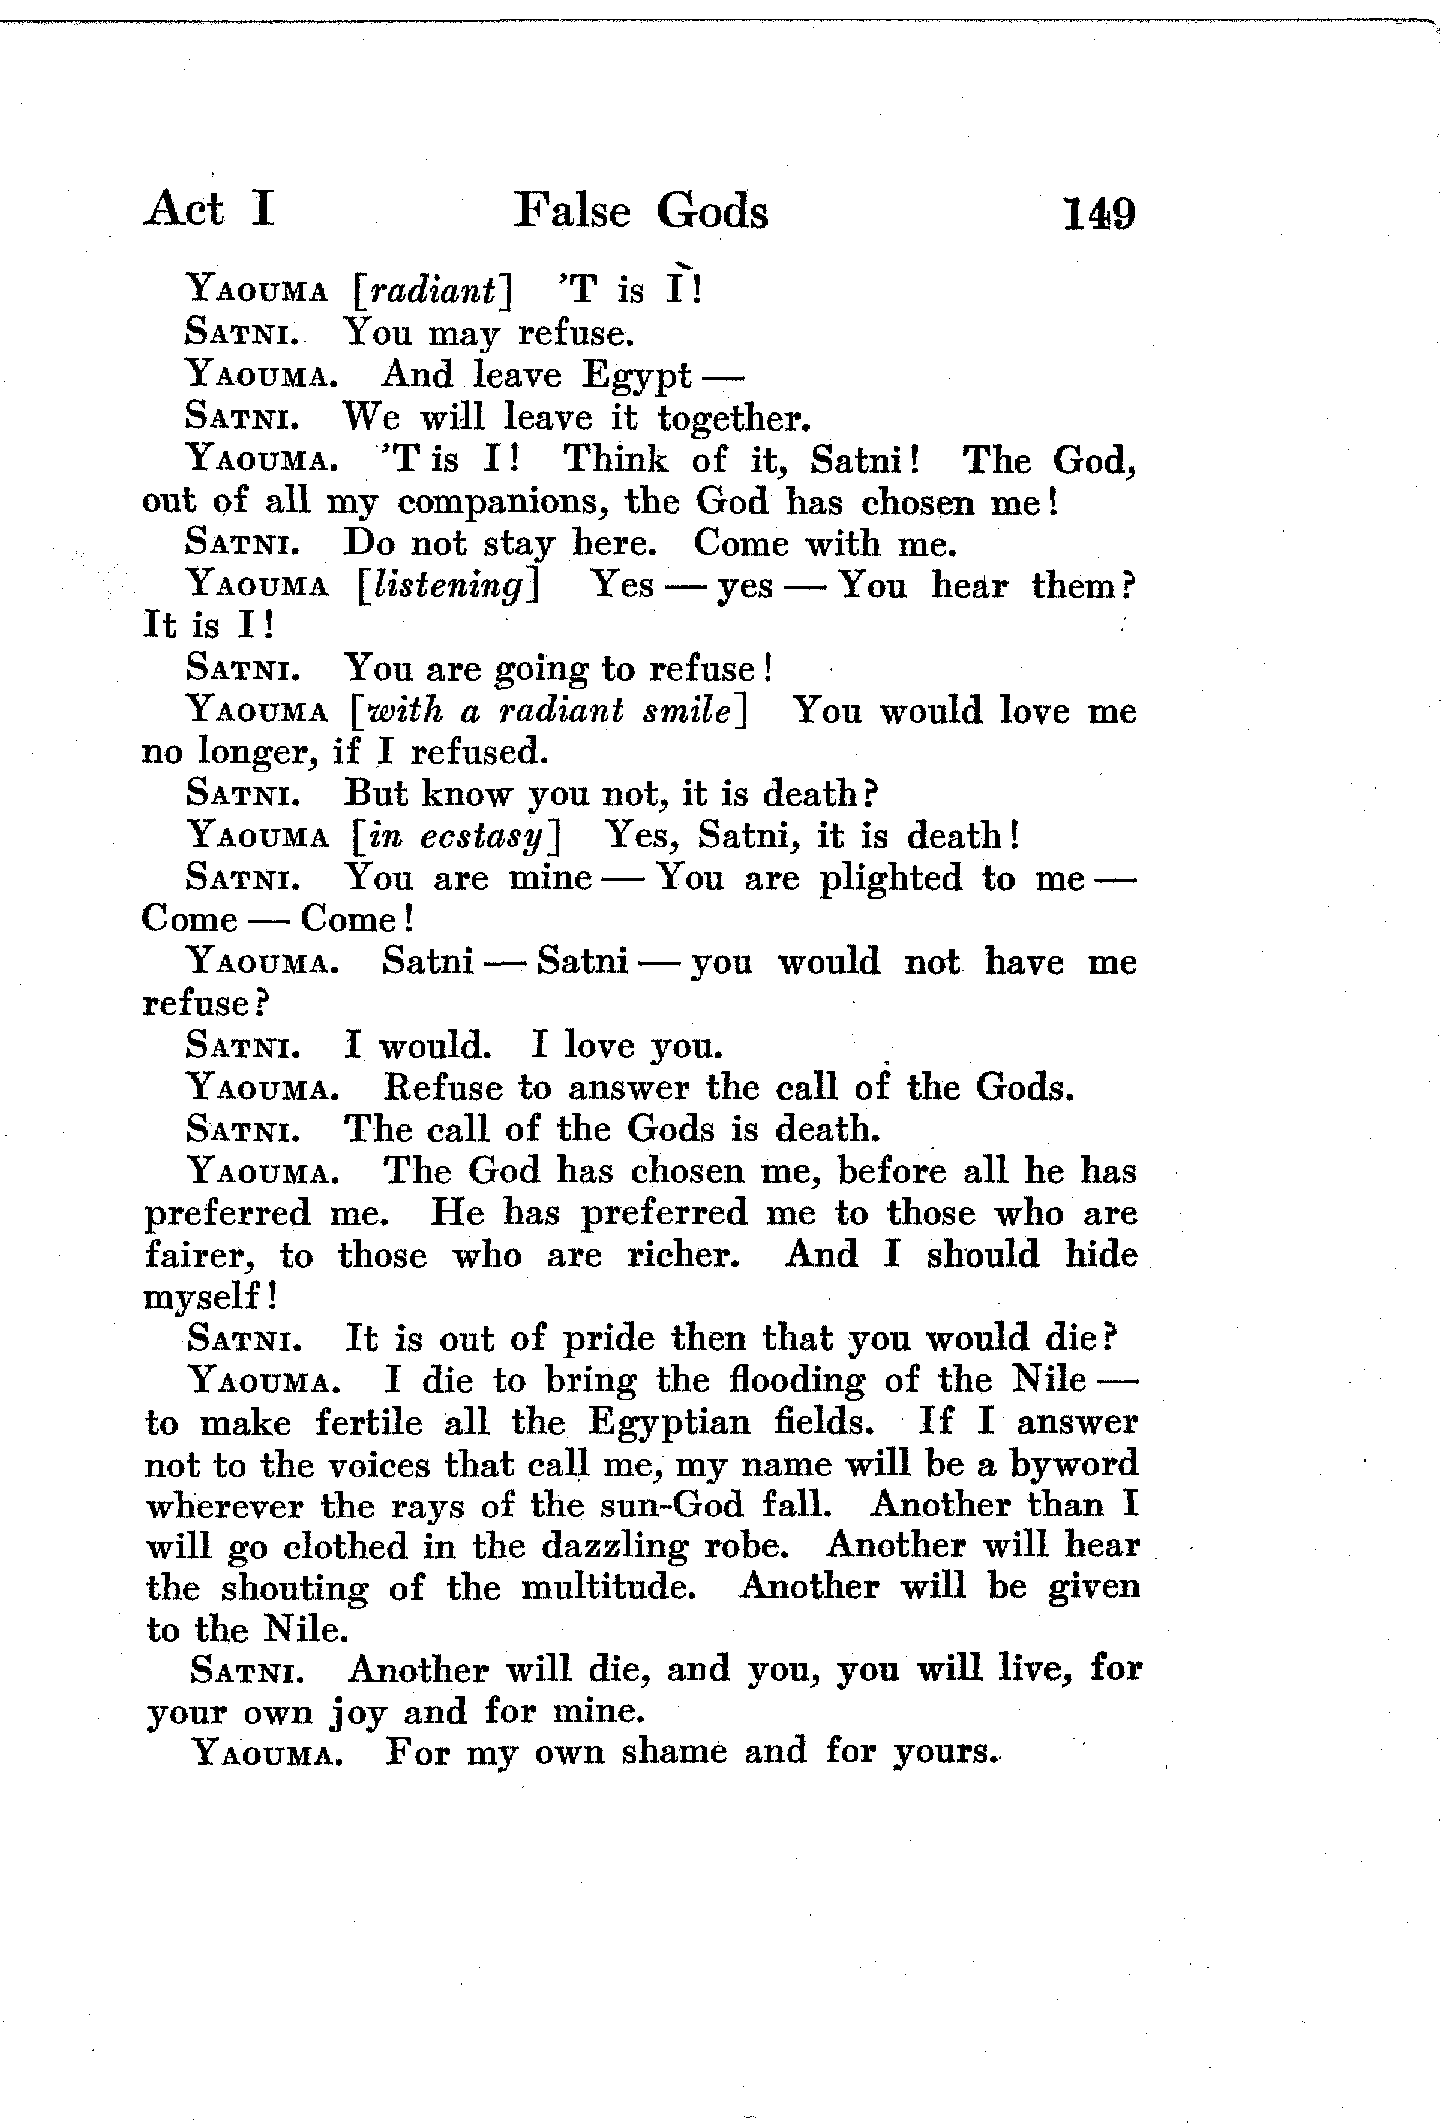 Act I False Gods 149
YAOUMA [radiant] 'T is I!
SATNI. You may refuse.
YAOUMA. And leave Egypt —
SATNI. We will leave it together.
YAOUMA. 'T is I! Think of it, Satni! The God,
out of all my companions, the God has chosen me!
SATNI. Do not stay here. Come with me.
YAOUMA [listening] Yes — yes — You hear them?
It is I!
SATNI. You are going to refuse!
YAOUMA [with a radiant smile] You would love me
no longer, if I refused.
SATNI. But know you not, it is death?
YAOUMA [in ecstasy] Yes, Satni, it is death!
SATNI. You are mine — You are plighted to me —
Come — Come!
YAOUMA. Satni — Satni — you would not have me
refuse?
SATNI. I would. I love you.
YAOUMA. Refuse to answer the call of the Gods.
SATNI. The call of the Gods is death.
YAOUMA. The God has chosen me, before all he has
preferred me. He has preferred me to those who are
fairer, to those who are richer. And I should hide
myself!
SATNI. It is out of pride then that you would die?
YAOUMA. I die to bring the flooding of the Nile —
to make fertile all the Egyptian fields. If I answer
not to the voices that call me, my name will be a byword
wherever the rays of the sun-God fall. Another than I
will go clothed in the dazzling robe. Another will hear
the shouting of the multitude. Another will be given
to the Nile.
SATNI. Another will die, and you, you will live, for
your own joy and for mine.
YAOUMA. For my own shame and for yours.